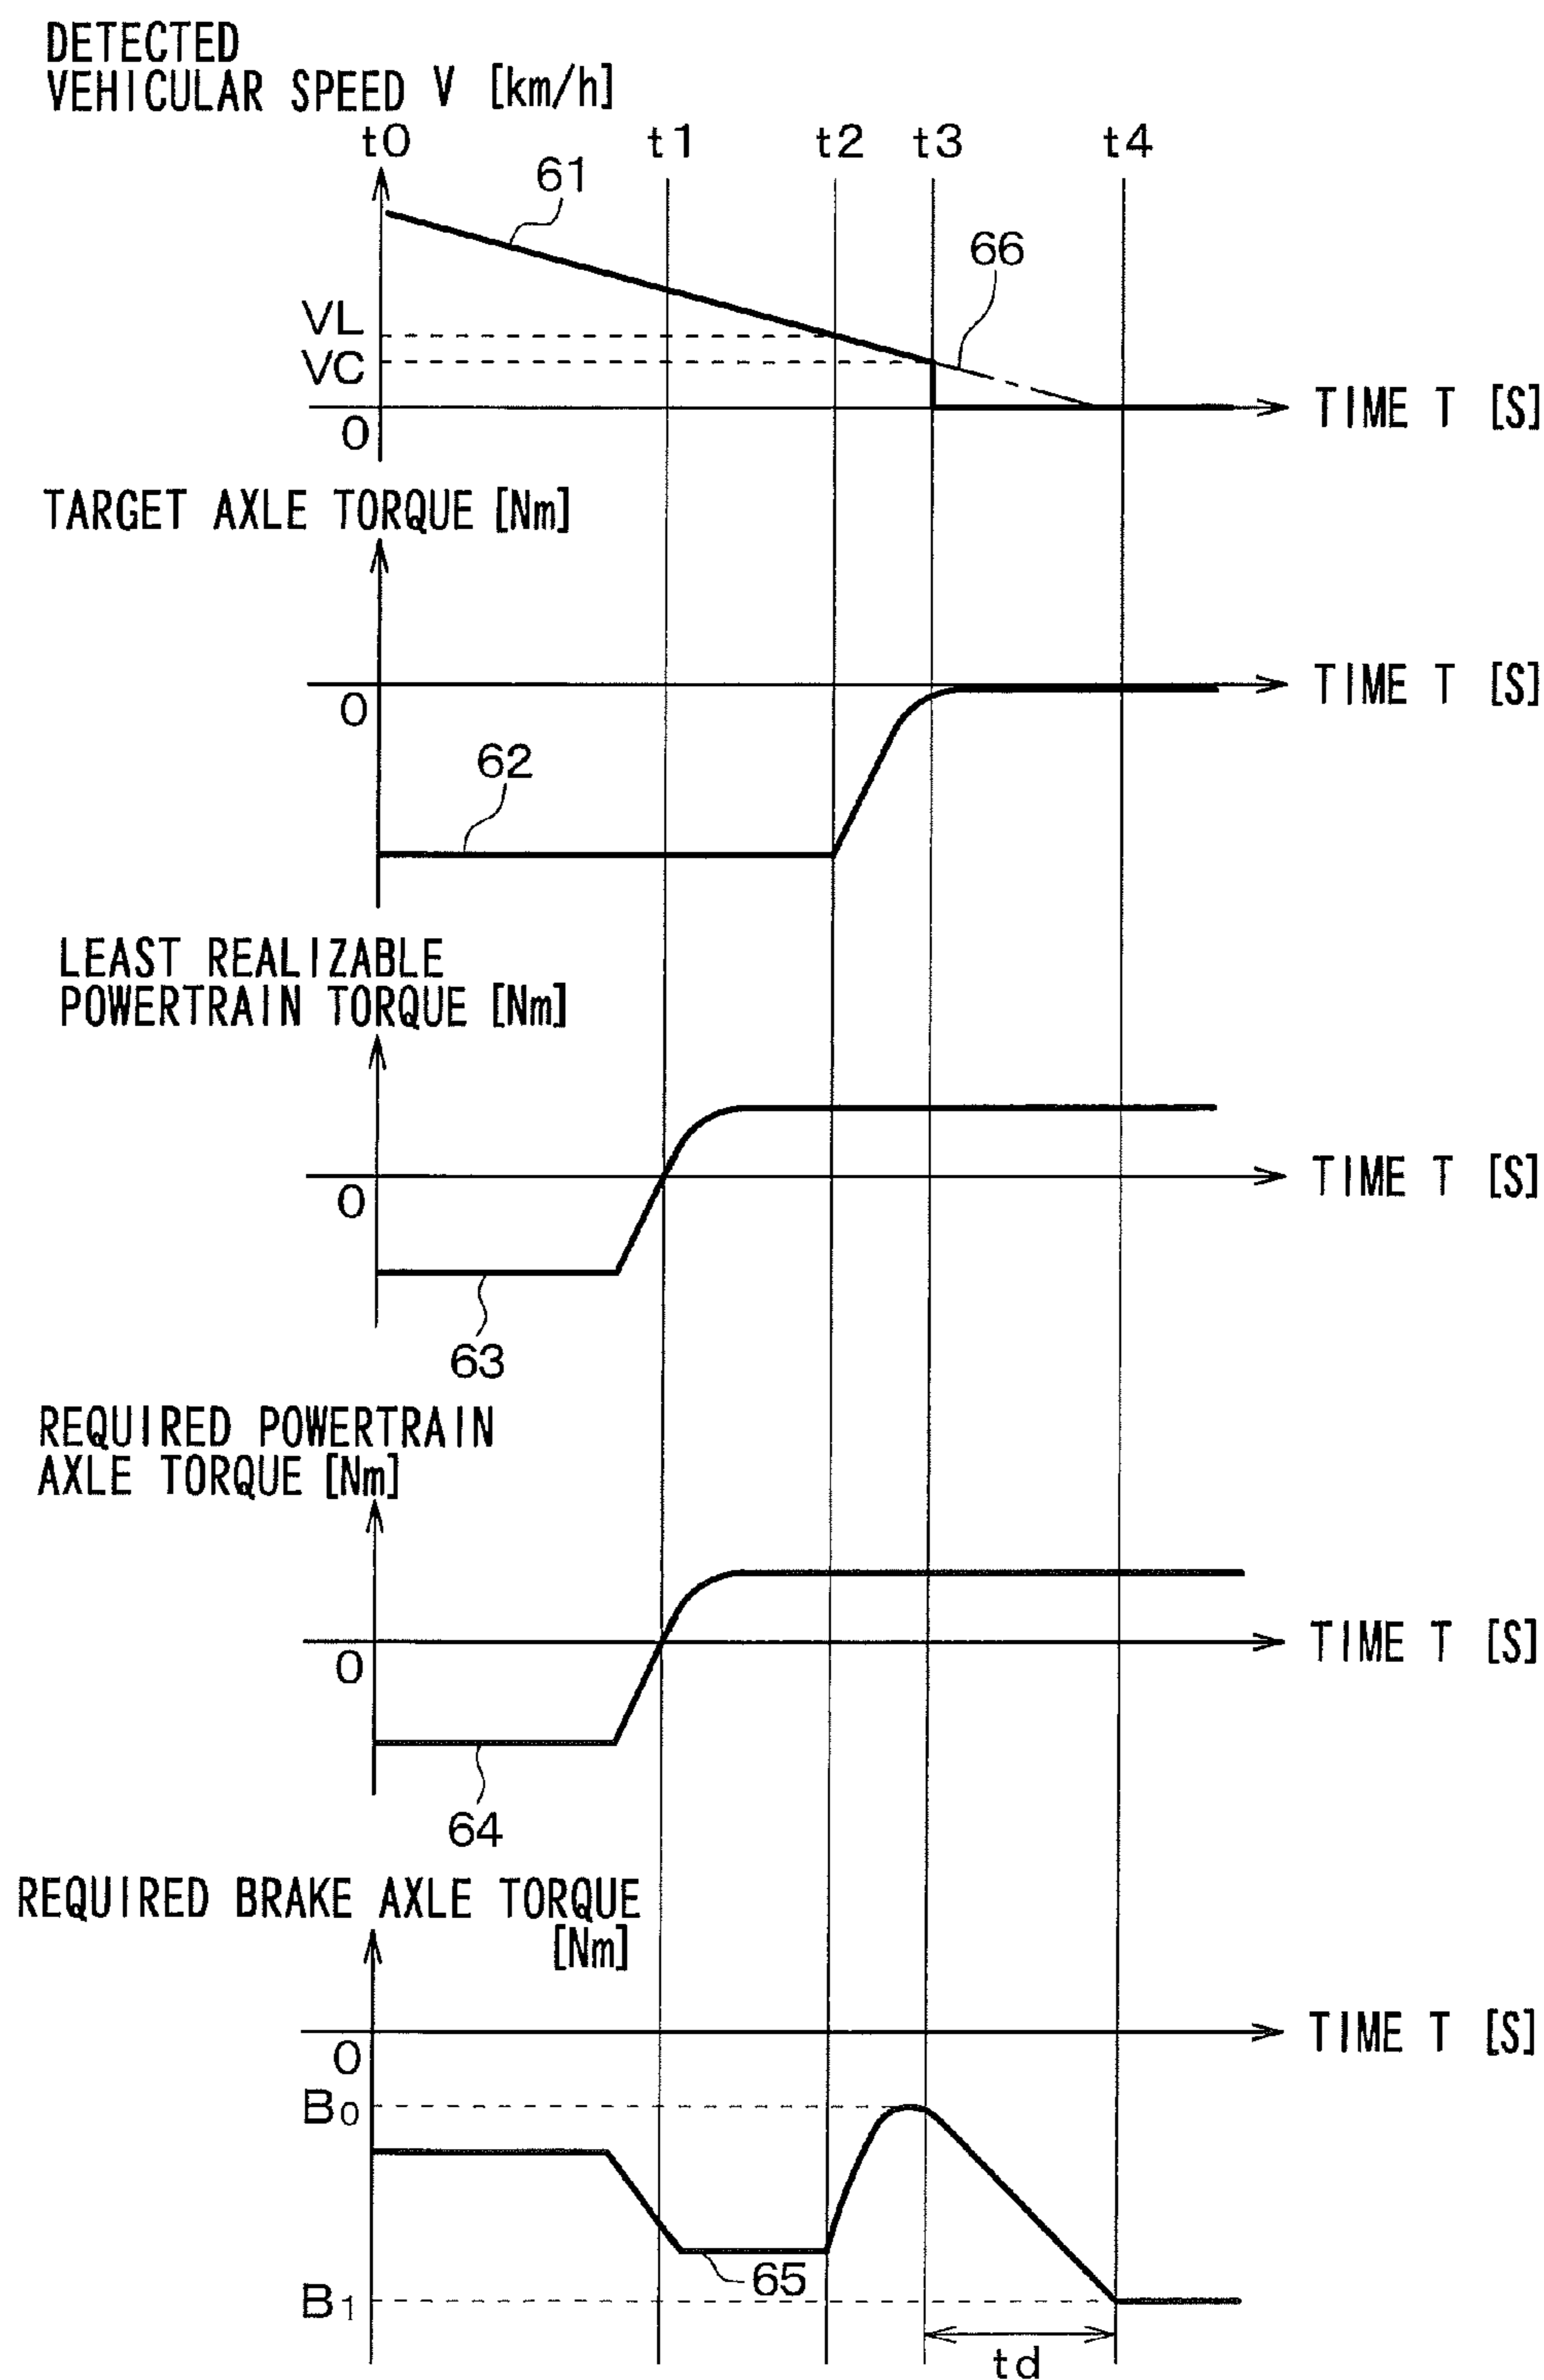 DETECTED
VEHICULAR SPEED V [km/h]
t0 t1 t2 t3 t4
61
66
VL
VC
0
TIME T [S]
TARGET AXLE TORQUE [Nm]
0
TIME T [S]
62
LEAST REALIZABLE
POWERTRAIN TORQUE [Nm]
0
TIME T [S]
63
REQUIRED POWERTRAIN
AXLE TORQUE [Nm]
0
TIME T [S]
64
REQUIRED BRAKE AXLE TORQUE
[Nm]
0
TIME T [S]
B0
65
B1
td